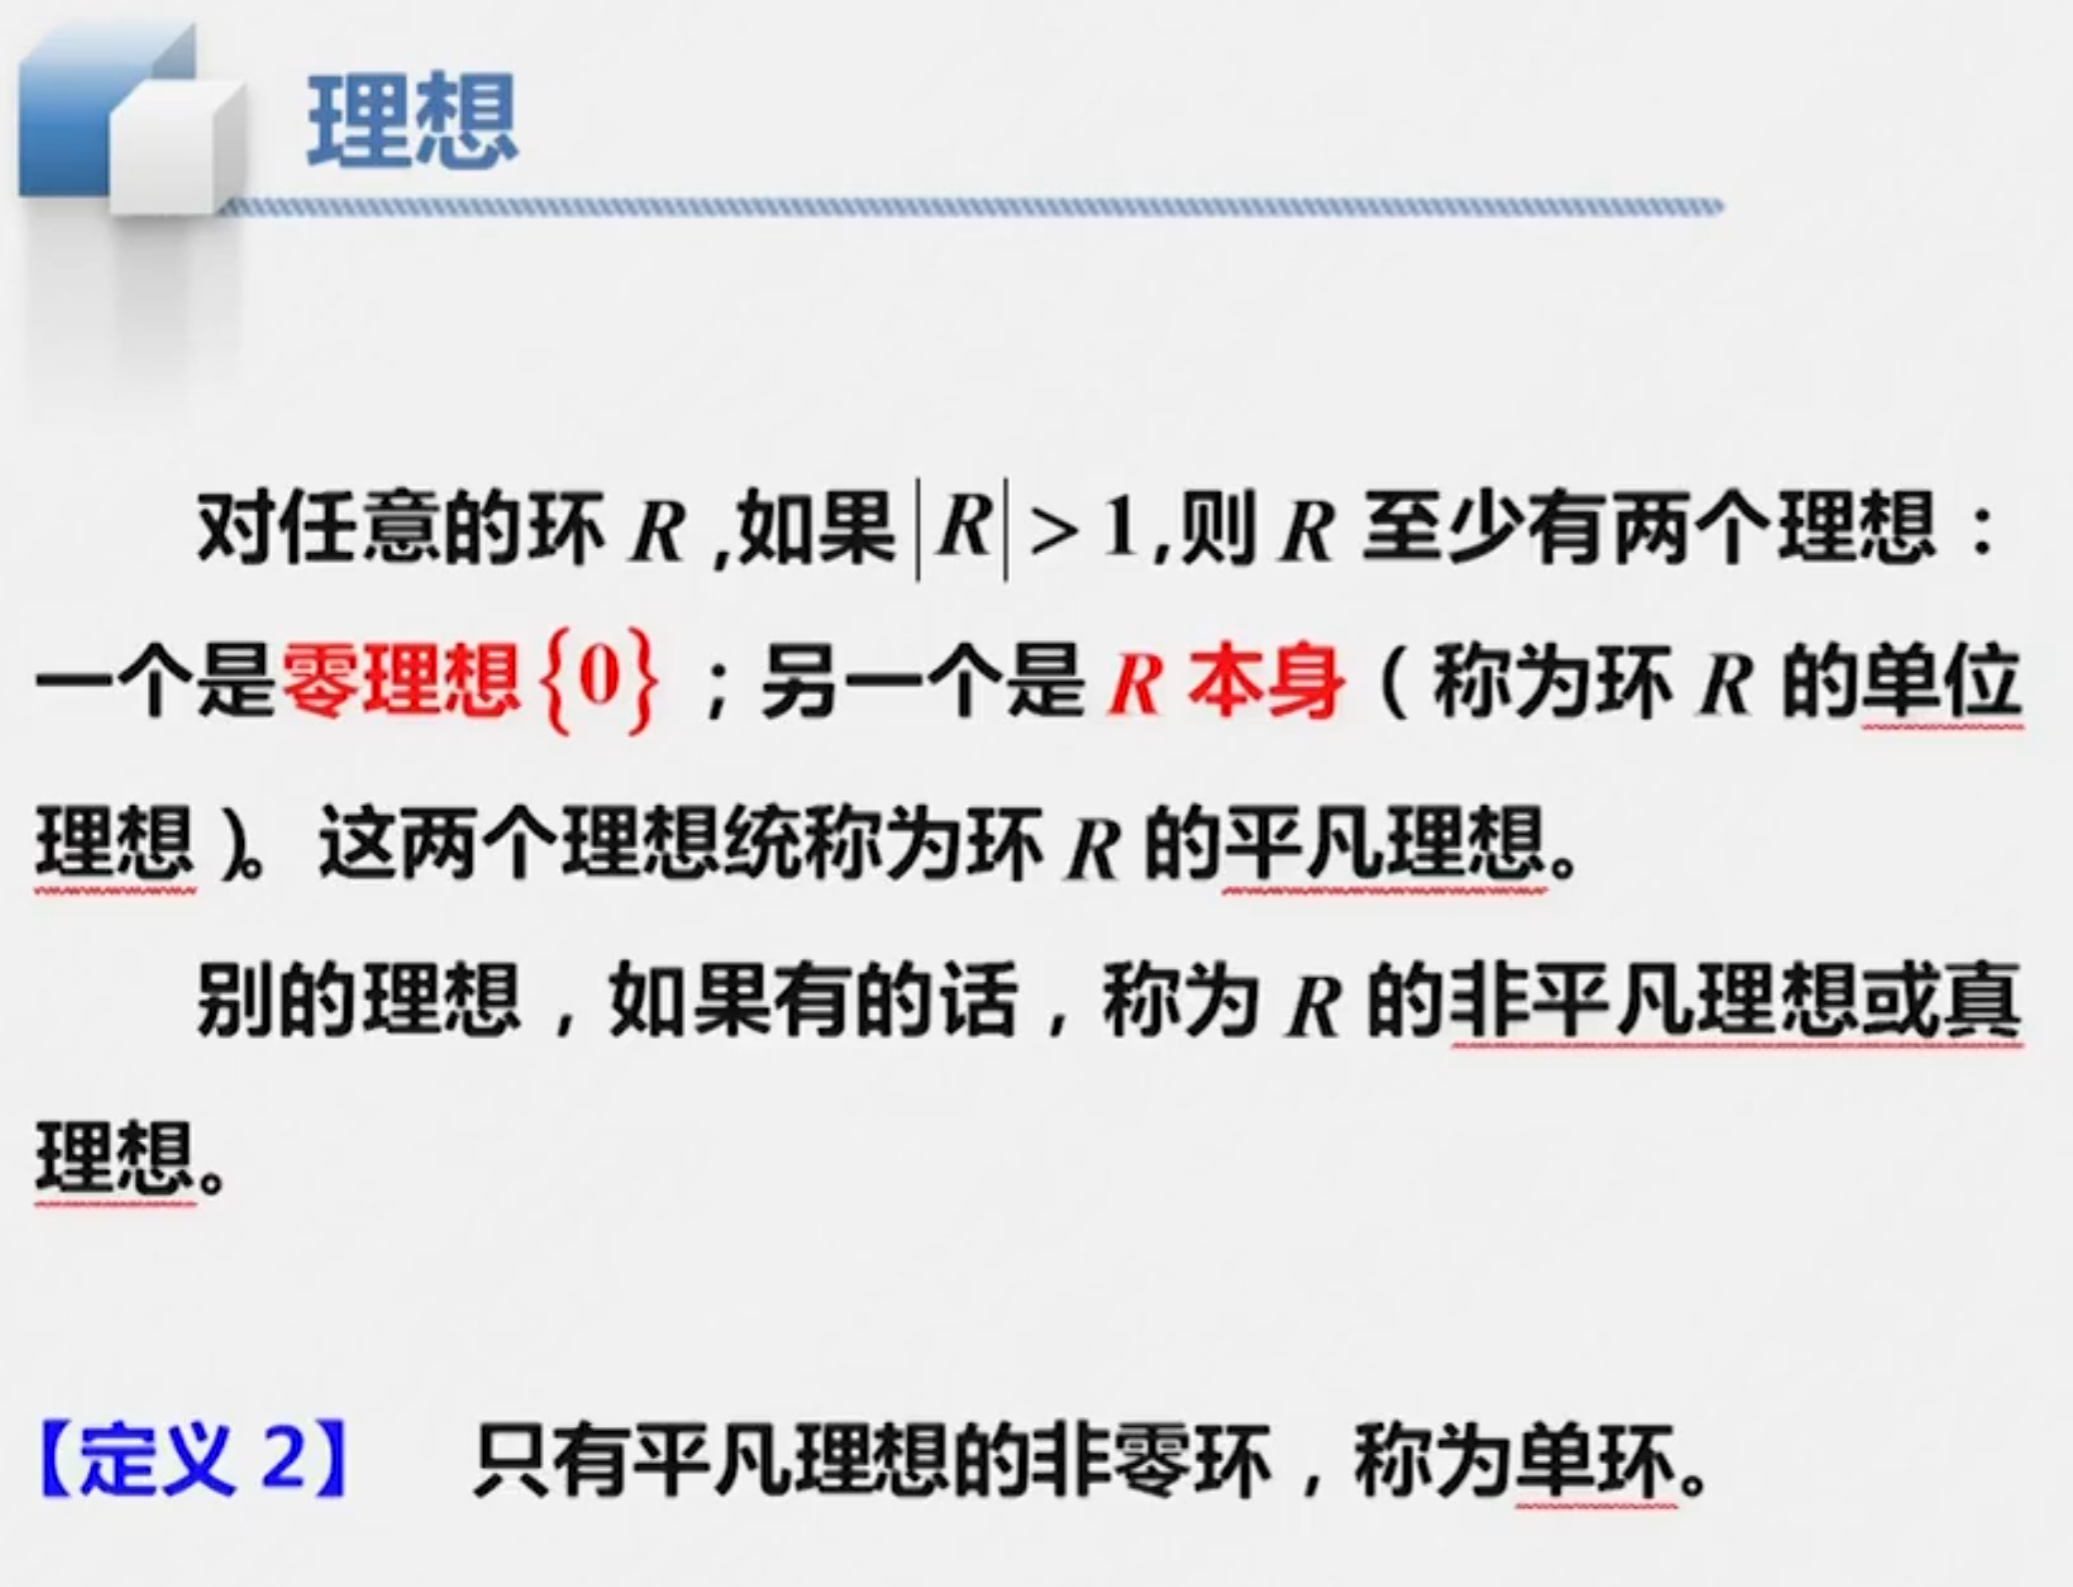 理想
对任意的环 R ,如果|R| > 1,则 R 至少有两个理想：
一个是零理想{0}；另一个是 R 本身（称为环 R 的单位
理想）。这两个理想统称为环 R 的平凡理想。
别的理想，如果有的话，称为 R 的非平凡理想或真
理想。
【定义 2】 只有平凡理想的非零环，称为单环。